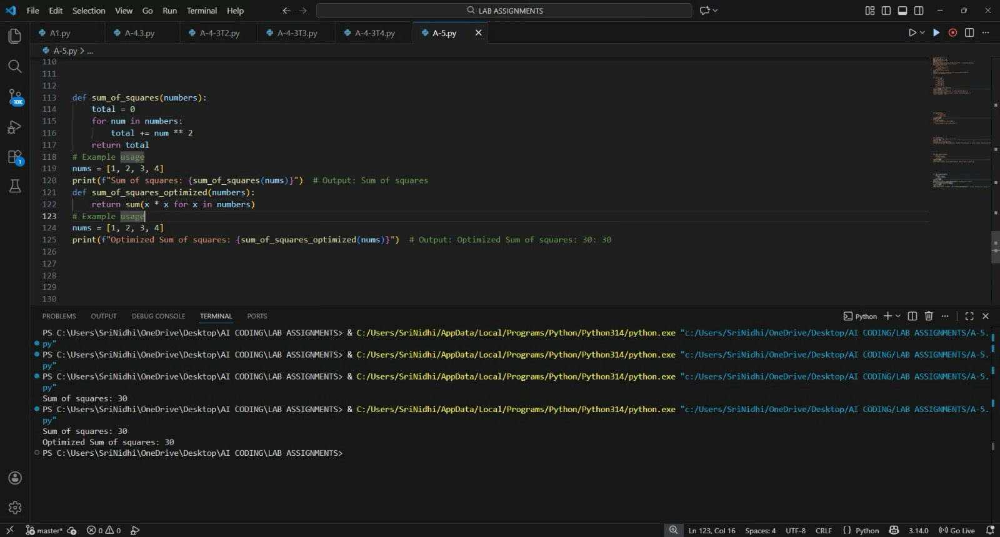 File Edit Selection View Go Run Terminal Help
LAB ASSIGNMENTS
A1.py A-4.3.py A-4-3T2.py A-4-3T3.py A-4-3T4.py A-5.py
A-5.py > ...
110
111
112
113 def sum_of_squares(numbers):
114     total = 0
115     for num in numbers:
116         total += num ** 2
117     return total
118 # Example usage
119 nums = [1, 2, 3, 4]
120 print(f"Sum of squares: {sum_of_squares(nums)}")  # Output: Sum of squares
121 def sum_of_squares_optimized(numbers):
122     return sum(x * x for x in numbers)
123 # Example usage
124 nums = [1, 2, 3, 4]
125 print(f"Optimized Sum of squares: {sum_of_squares_optimized(nums)}")  # Output: Optimized Sum of squares: 30: 30
126
127
128
129
130
10K
1
PROBLEMS OUTPUT DEBUG CONSOLE TERMINAL PORTS
Python
PS C:\Users\SriNidhi\OneDrive\Desktop\AI CODING\LAB ASSIGNMENTS> & C:/Users/SriNidhi/AppData/Local/Programs/Python/Python314/python.exe "c:/Users/SriNidhi/OneDrive/Desktop/AI CODING/LAB ASSIGNMENTS/A-5.
py"
PS C:\Users\SriNidhi\OneDrive\Desktop\AI CODING\LAB ASSIGNMENTS> & C:/Users/SriNidhi/AppData/Local/Programs/Python/Python314/python.exe "c:/Users/SriNidhi/OneDrive/Desktop/AI CODING/LAB ASSIGNMENTS/A-5.
py"
PS C:\Users\SriNidhi\OneDrive\Desktop\AI CODING\LAB ASSIGNMENTS> & C:/Users/SriNidhi/AppData/Local/Programs/Python/Python314/python.exe "c:/Users/SriNidhi/OneDrive/Desktop/AI CODING/LAB ASSIGNMENTS/A-5.
py"
Sum of squares: 30
PS C:\Users\SriNidhi\OneDrive\Desktop\AI CODING\LAB ASSIGNMENTS> & C:/Users/SriNidhi/AppData/Local/Programs/Python/Python314/python.exe "c:/Users/SriNidhi/OneDrive/Desktop/AI CODING/LAB ASSIGNMENTS/A-5.
py"
Sum of squares: 30
Optimized Sum of squares: 30
PS C:\Users\SriNidhi\OneDrive\Desktop\AI CODING\LAB ASSIGNMENTS>
master* 0 0 Ln 123, Col 16 Spaces: 4 UTF-8 CRLF {} Python 3.14.0 Go Live